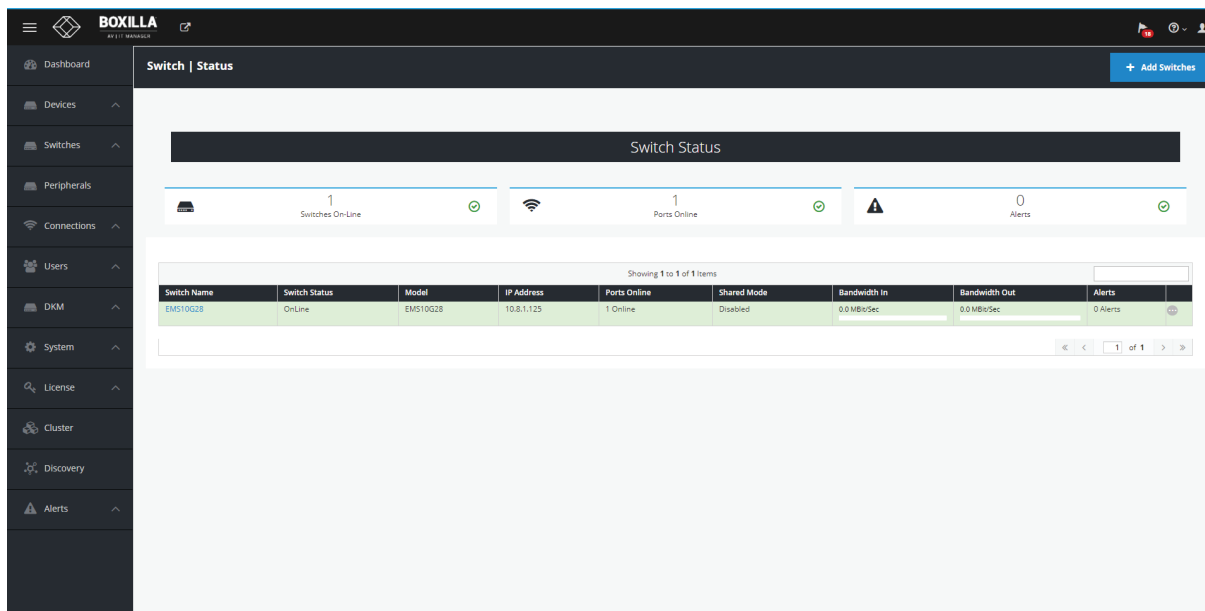 BOXILLA
AV | IT MANAGER
18
Dashboard
Switch | Status
+ Add Switches
Devices
Switches
Peripherals
Connections
Users
DKM
System
License
Cluster
Discovery
Alerts
Switch Status
1
Switches On-Line
1
Ports Online
0
Alerts
Showing 1 to 1 of 1 Items
Switch Name Switch Status Model IP Address Ports Online Shared Mode Bandwidth In Bandwidth Out Alerts
EMS10G28 OnLine EMS10G28 10.8.1.125 1 Online Disabled 0.0 MBit/Sec 0.0 MBit/Sec 0 Alerts
« < 1 of 1 > »